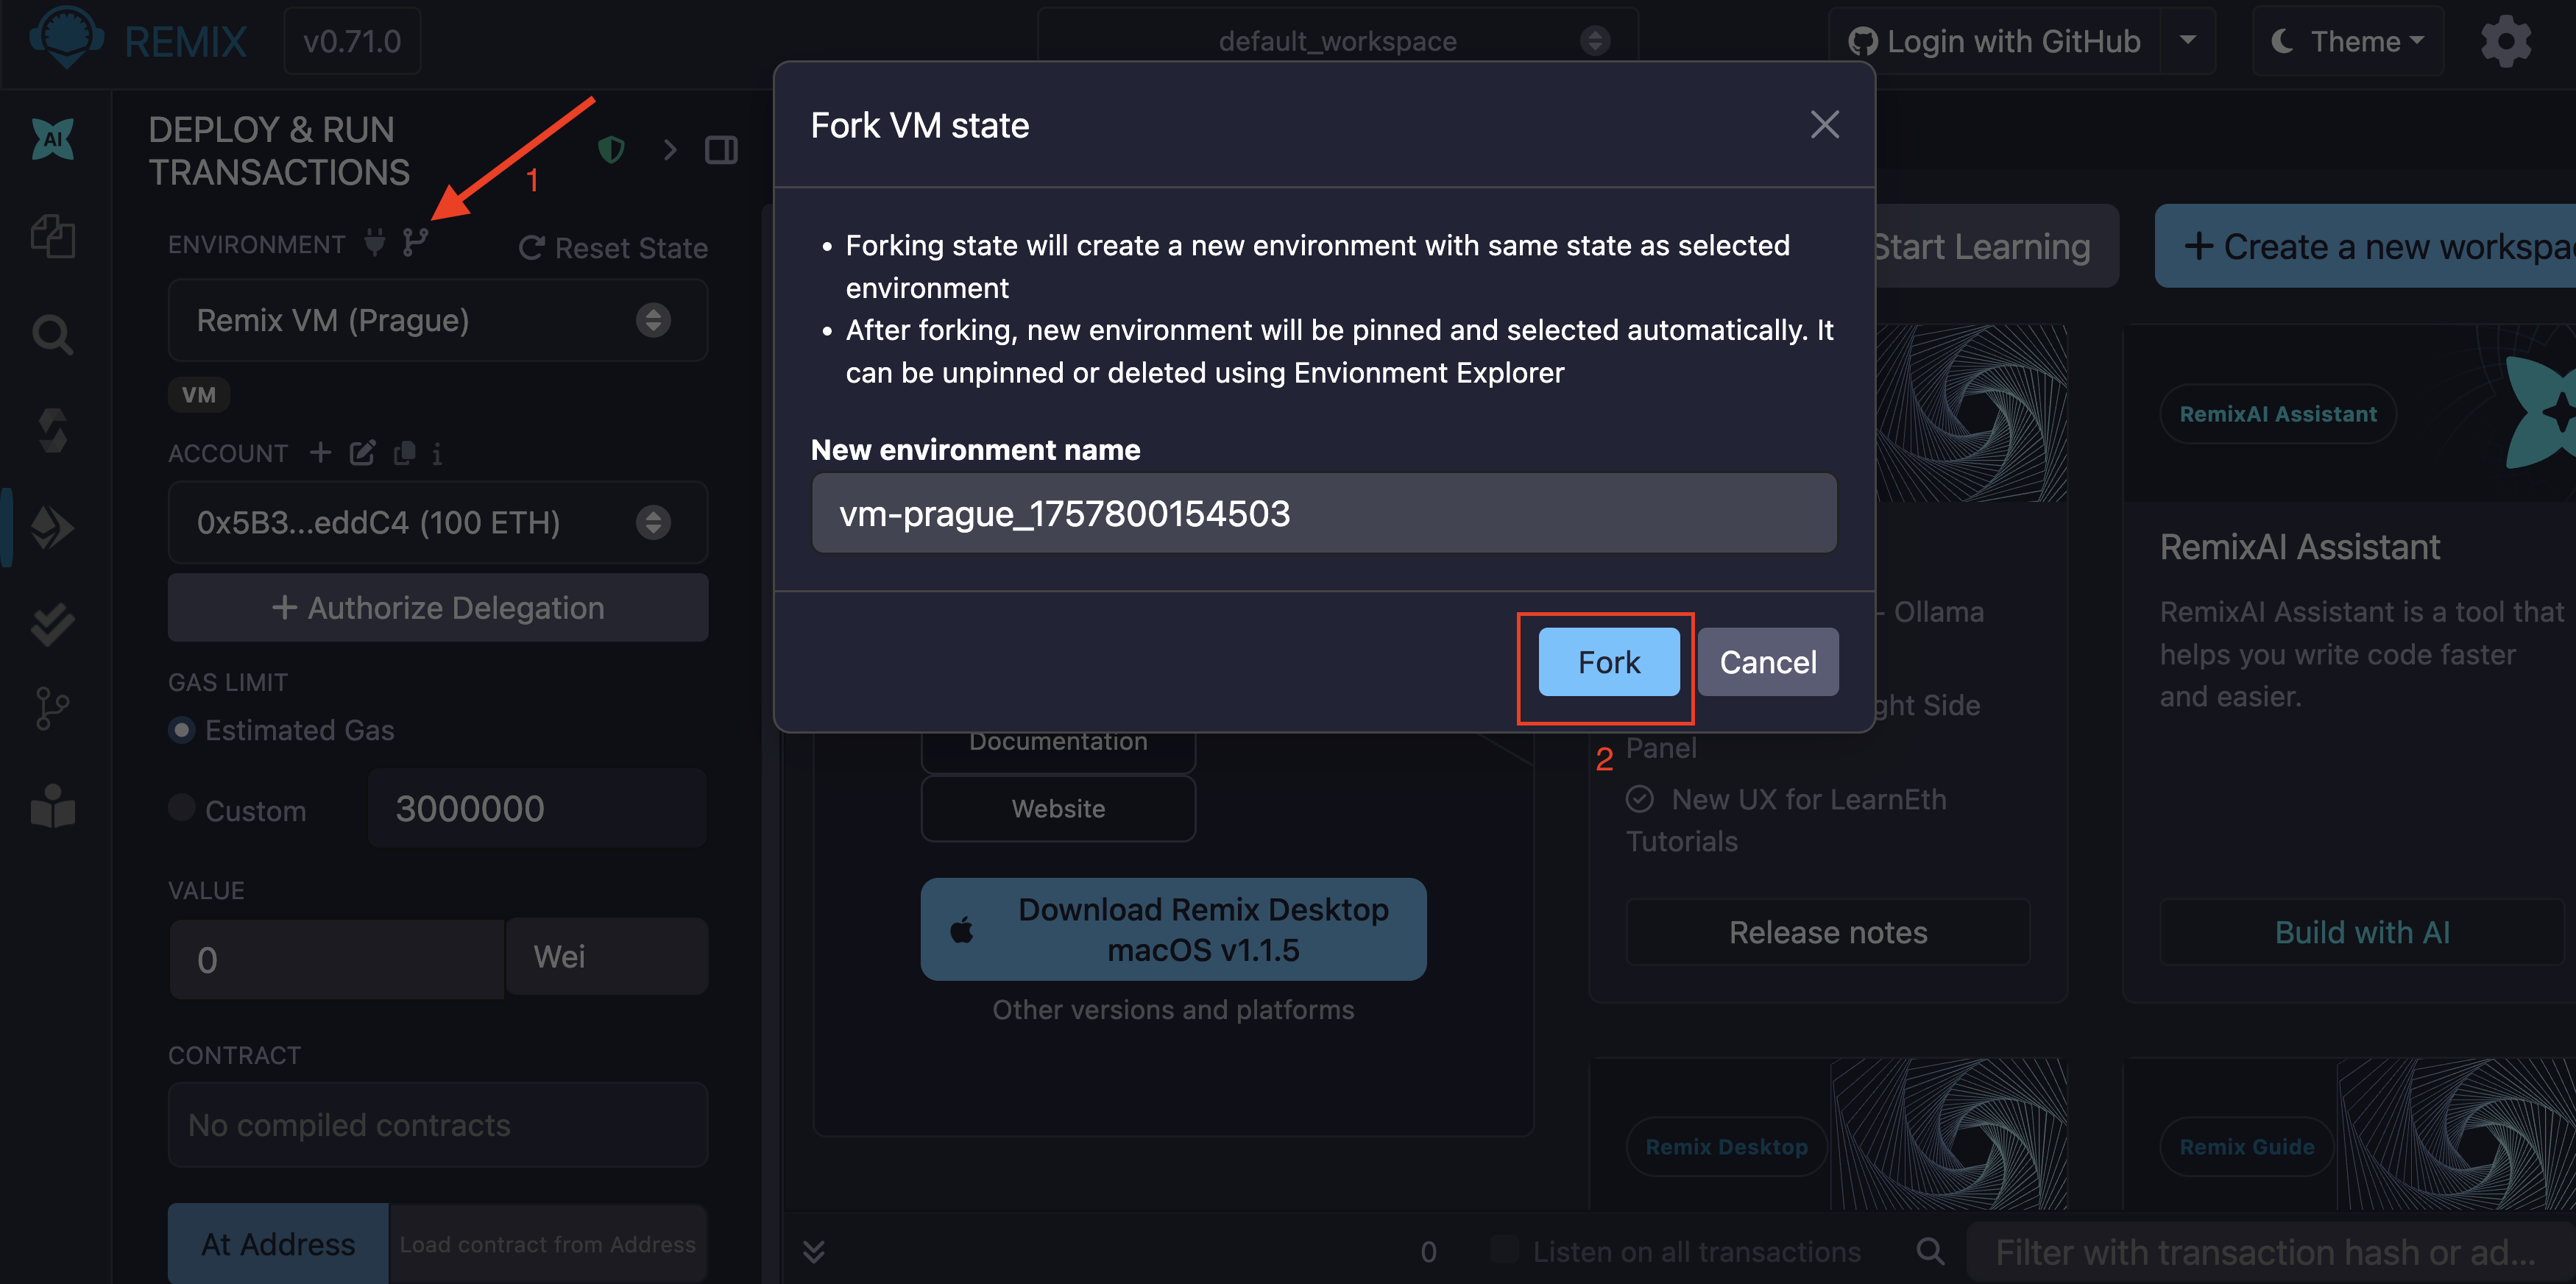 REMIX
v0.71.0
default_workspace
Login with GitHub
Theme
AI
DEPLOY & RUN
TRANSACTIONS
1
ENVIRONMENT
Reset State
Remix VM (Prague)
VM
ACCOUNT
0x5B3...eddC4 (100 ETH)
+ Authorize Delegation
GAS LIMIT
Estimated Gas
Custom
3000000
VALUE
0
Wei
CONTRACT
No compiled contracts
At Address
Load contract from Address
Fork VM state
• Forking state will create a new environment with same state as selected
environment
• After forking, new environment will be pinned and selected automatically. It
can be unpinned or deleted using Envionment Explorer
New environment name
vm-prague_1757800154503
Fork
Cancel
2
Start Learning
+ Create a new workspa
Documentation
Website
Download Remix Desktop
macOS v1.1.5
Other versions and platforms
- Ollama
ght Side
Panel
New UX for LearnEth
Tutorials
Release notes
RemixAI Assistant
RemixAI Assistant
RemixAI Assistant is a tool that
helps you write code faster
and easier.
Build with AI
Remix Desktop
Remix Guide
0
Listen on all transactions
Filter with transaction hash or ad...